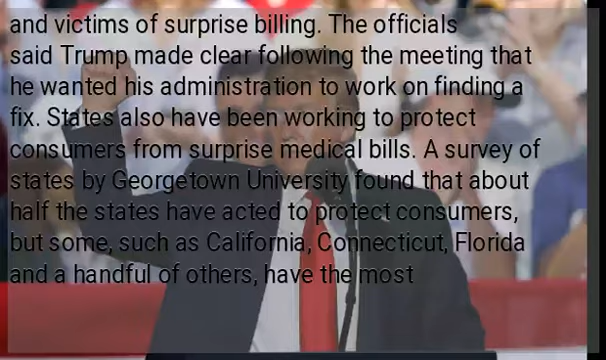 and victims of surprise billing. The officials
said Trump made clear following the meeting that
he wanted his administration to work on finding a
fix. States also have been working to protect
consumers from surprise medical bills. A survey of
states by Georgetown University found that about
half the states have acted to protect consumers,
but some, such as California, Connecticut, Florida
and a handful of others, have the most